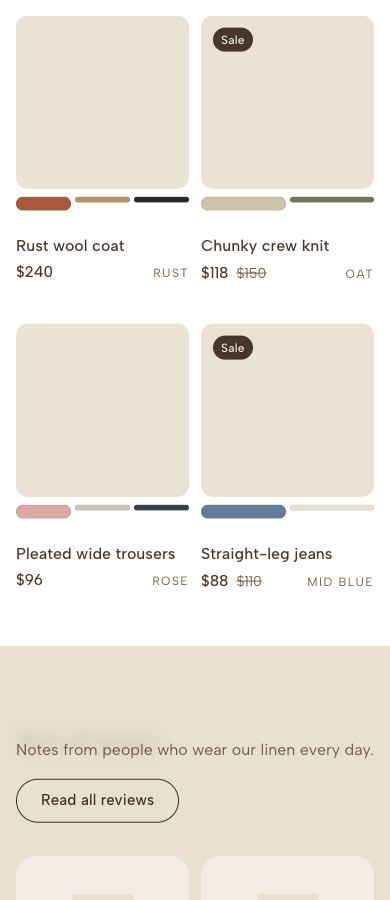 Sale
Rust wool coat
$240 RUST
Chunky crew knit
$118 $150 OAT
Sale
Pleated wide trousers
$96 ROSE
Straight-leg jeans
$88 $110 MID BLUE
Notes from people who wear our linen every day.
Read all reviews